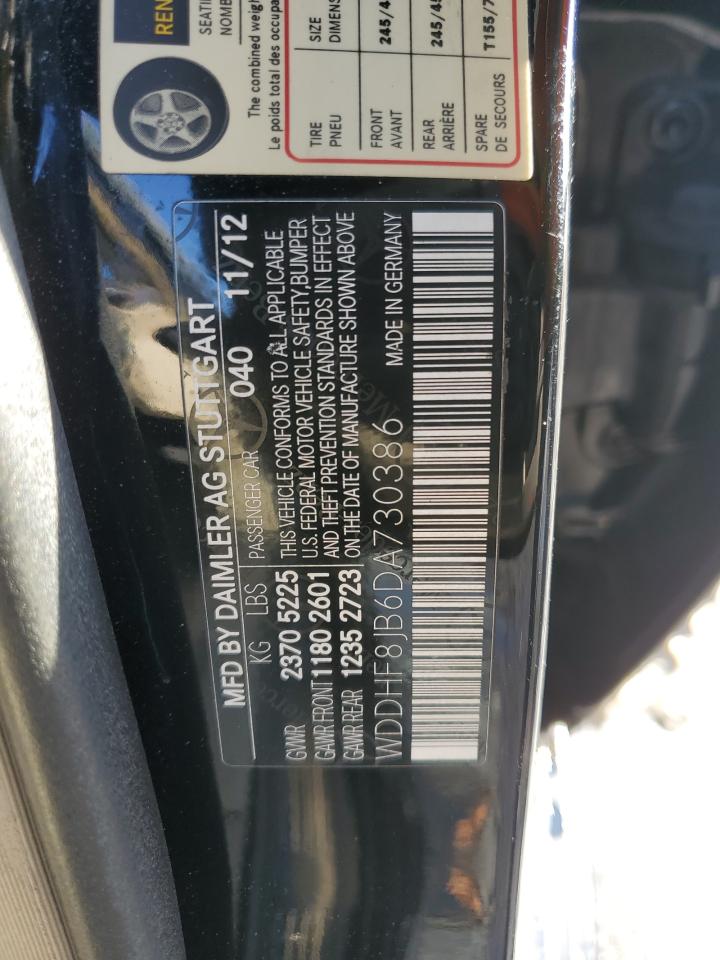 REN
SEATI
NOMB
The combined weigh
Le poids total des occupa
TIRE SIZE
PNEU DIMENS
FRONT 245/4
AVANT
REAR 245/45
ARRIÈRE
SPARE T155/7
DE SECOURS
MFD BY DAIMLER AG STUTTGART
KG LBS PASSENGER CAR 040 11/12
GVWR 2370 5225 THIS VEHICLE CONFORMS TO ALL APPLICABLE
U.S. FEDERAL MOTOR VEHICLE SAFETY, BUMPER
GAWR FRONT 1180 2601 AND THEFT PREVENTION STANDARDS IN EFFECT
GAWR REAR 1235 2723 ON THE DATE OF MANUFACTURE SHOWN ABOVE
WDDHF8JB6DA730386 MADE IN GERMANY